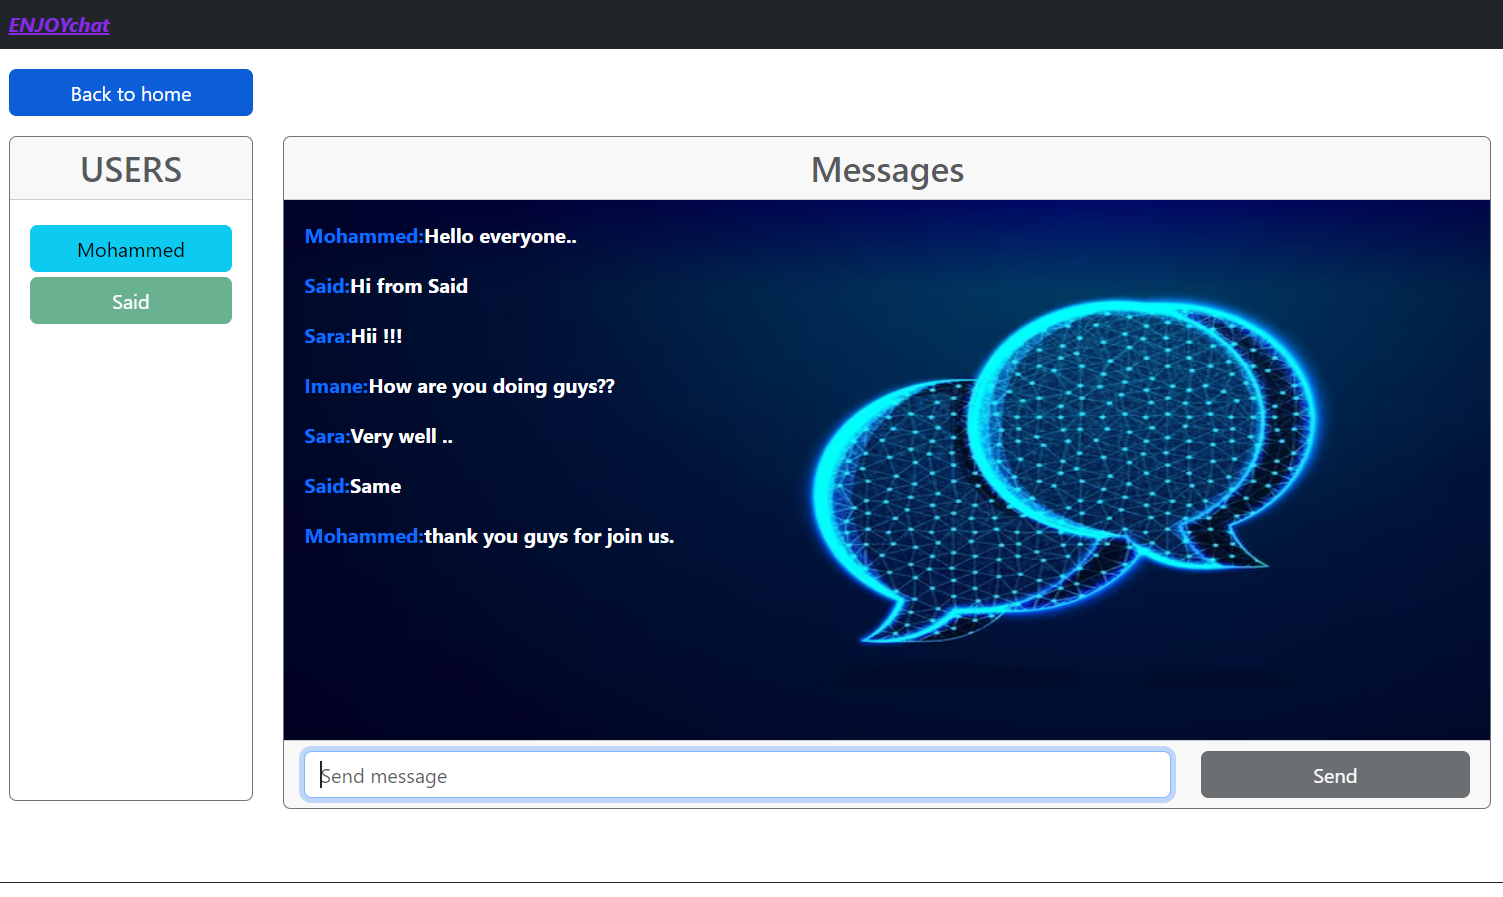 ENJOYchat
Back to home
USERS
Mohammed
Said
Messages
Mohammed:Hello everyone..
Said:Hi from Said
Sara:Hii !!!
Imane:How are you doing guys??
Sara:Very well ..
Said:Same
Mohammed:thank you guys for join us.
Send message
Send